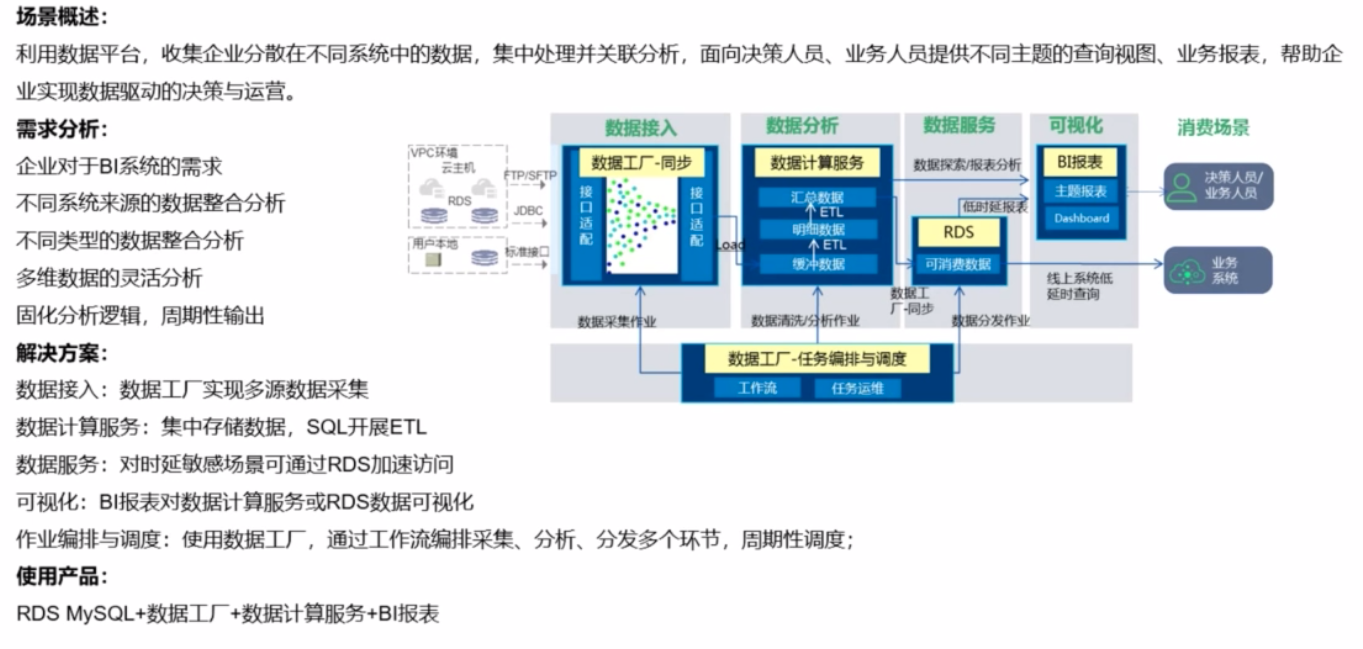 场景概述：
利用数据平台，收集企业分散在不同系统中的数据，集中处理并关联分析，面向决策人员、业务人员提供不同主题的查询视图、业务报表，帮助企
业实现数据驱动的决策与运营。
需求分析：
企业对于BI系统的需求
不同系统来源的数据整合分析
不同类型的数据整合分析
多维数据的灵活分析
固化分析逻辑，周期性输出
解决方案：
数据接入：数据工厂实现多源数据采集
数据计算服务：集中存储数据，SQL开展ETL
数据服务：对时延敏感场景可通过RDS加速访问
可视化：BI报表对数据计算服务或RDS数据可视化
作业编排与调度：使用数据工厂，通过工作流编排采集、分析、分发多个环节，周期性调度；
使用产品：
RDS MySQL+数据工厂+数据计算服务+BI报表
数据接入
数据分析
数据服务
可视化
消费场景
VPC环境
云主机
RDS
用户本地
FTP/SFTP
JDBC
标准接口
数据工厂-同步
接口适配
接口适配
Load
数据计算服务
汇总数据
ETL
明细数据
ETL
缓冲数据
数据探索/报表分析
低时延报表
RDS
可消费数据
数据工
厂-同步
BI报表
主题报表
Dashboard
决策人员/
业务人员
业务
系统
线上系统低
延时查询
数据采集作业
数据清洗/分析作业
数据分发作业
数据工厂-任务编排与调度
工作流
任务运维